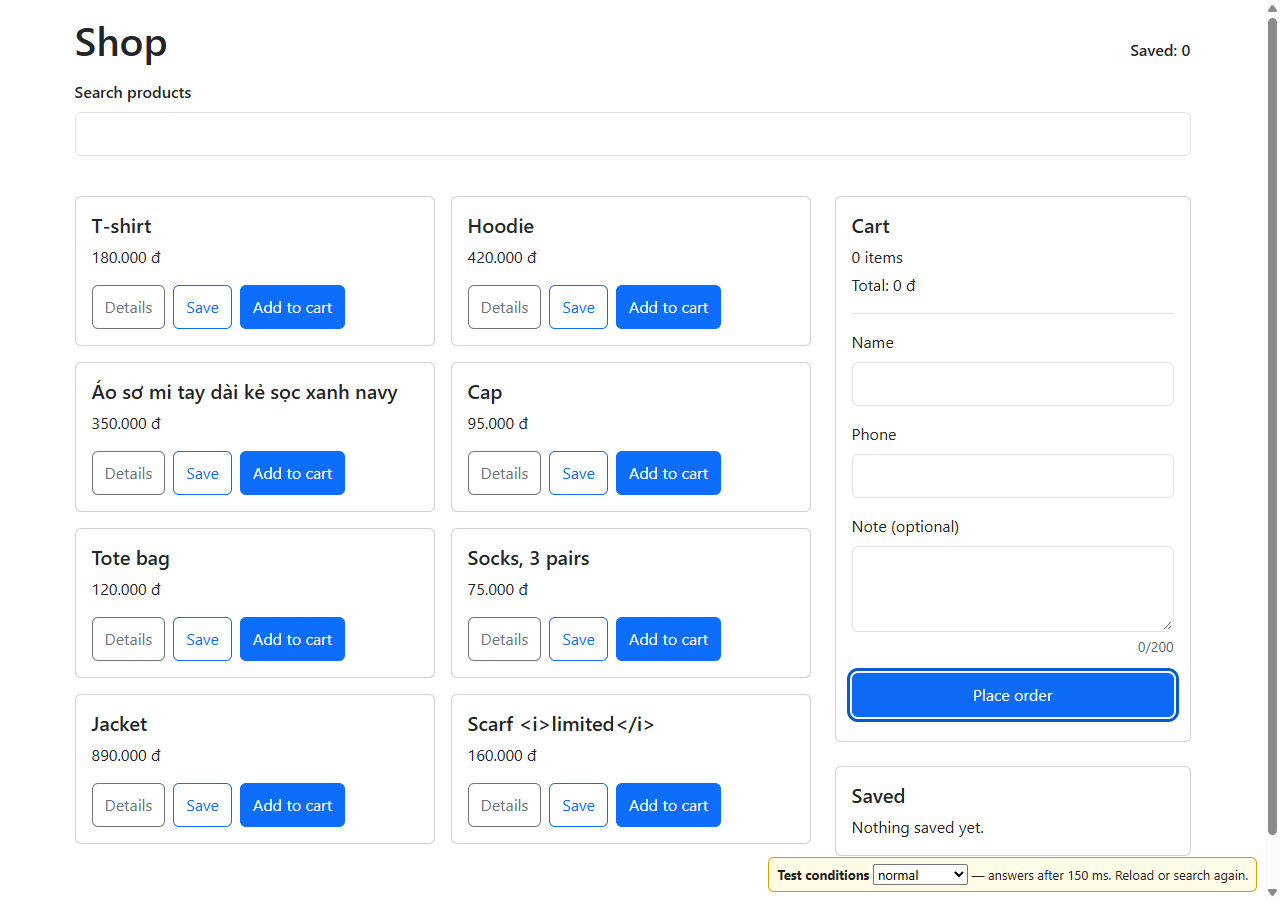 Shop
Saved: 0
Search products
T-shirt
180.000 đ
Details Save Add to cart
Hoodie
420.000 đ
Details Save Add to cart
Áo sơ mi tay dài kẻ sọc xanh navy
350.000 đ
Details Save Add to cart
Cap
95.000 đ
Details Save Add to cart
Tote bag
120.000 đ
Details Save Add to cart
Socks, 3 pairs
75.000 đ
Details Save Add to cart
Jacket
890.000 đ
Details Save Add to cart
Scarf <i>limited</i>
160.000 đ
Details Save Add to cart
Cart
0 items
Total: 0 đ
Name
Phone
Note (optional)
0/200
Place order
Saved
Nothing saved yet.
Test conditions normal — answers after 150 ms. Reload or search again.